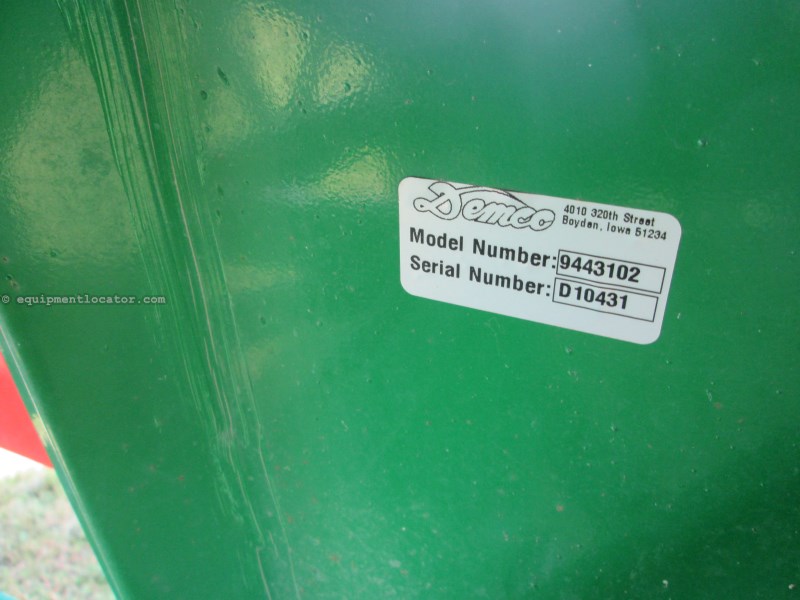 Demco
4010 320th Street
Boyden, Iowa 51234
Model Number: 9443102
Serial Number: D10431
© equipmentlocator.com